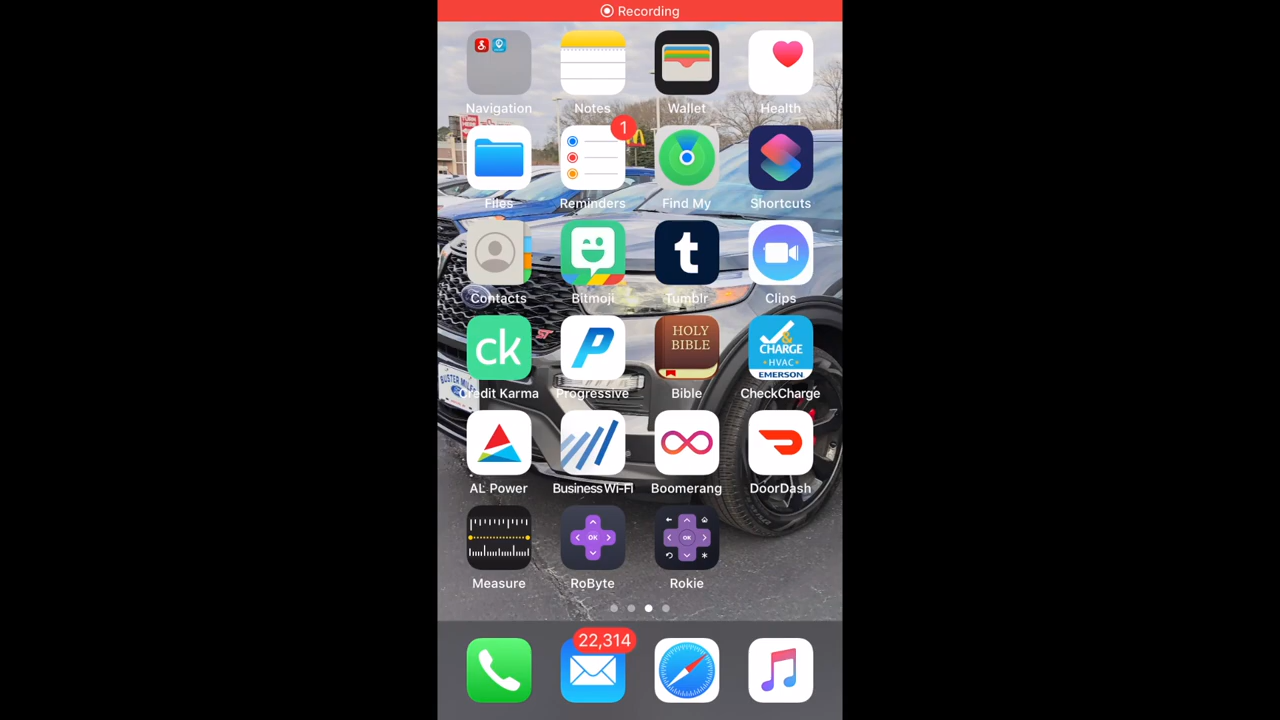 Recording
Navigation
Notes
Wallet
Health
1
Files
Reminders
Find My
Shortcuts
t
Contacts
Bitmoji
Tumblr
Clips
ck
ST
P
HOLY
BIBLE
&
CHARGE
HVAC
EMERSON
BUSTER
Credit Karma
Progressive
Bible
CheckCharge
AL Power
Business Wi-Fi
Boomerang
DoorDash
OK
OK
Measure
RoByte
Rokie
22,314